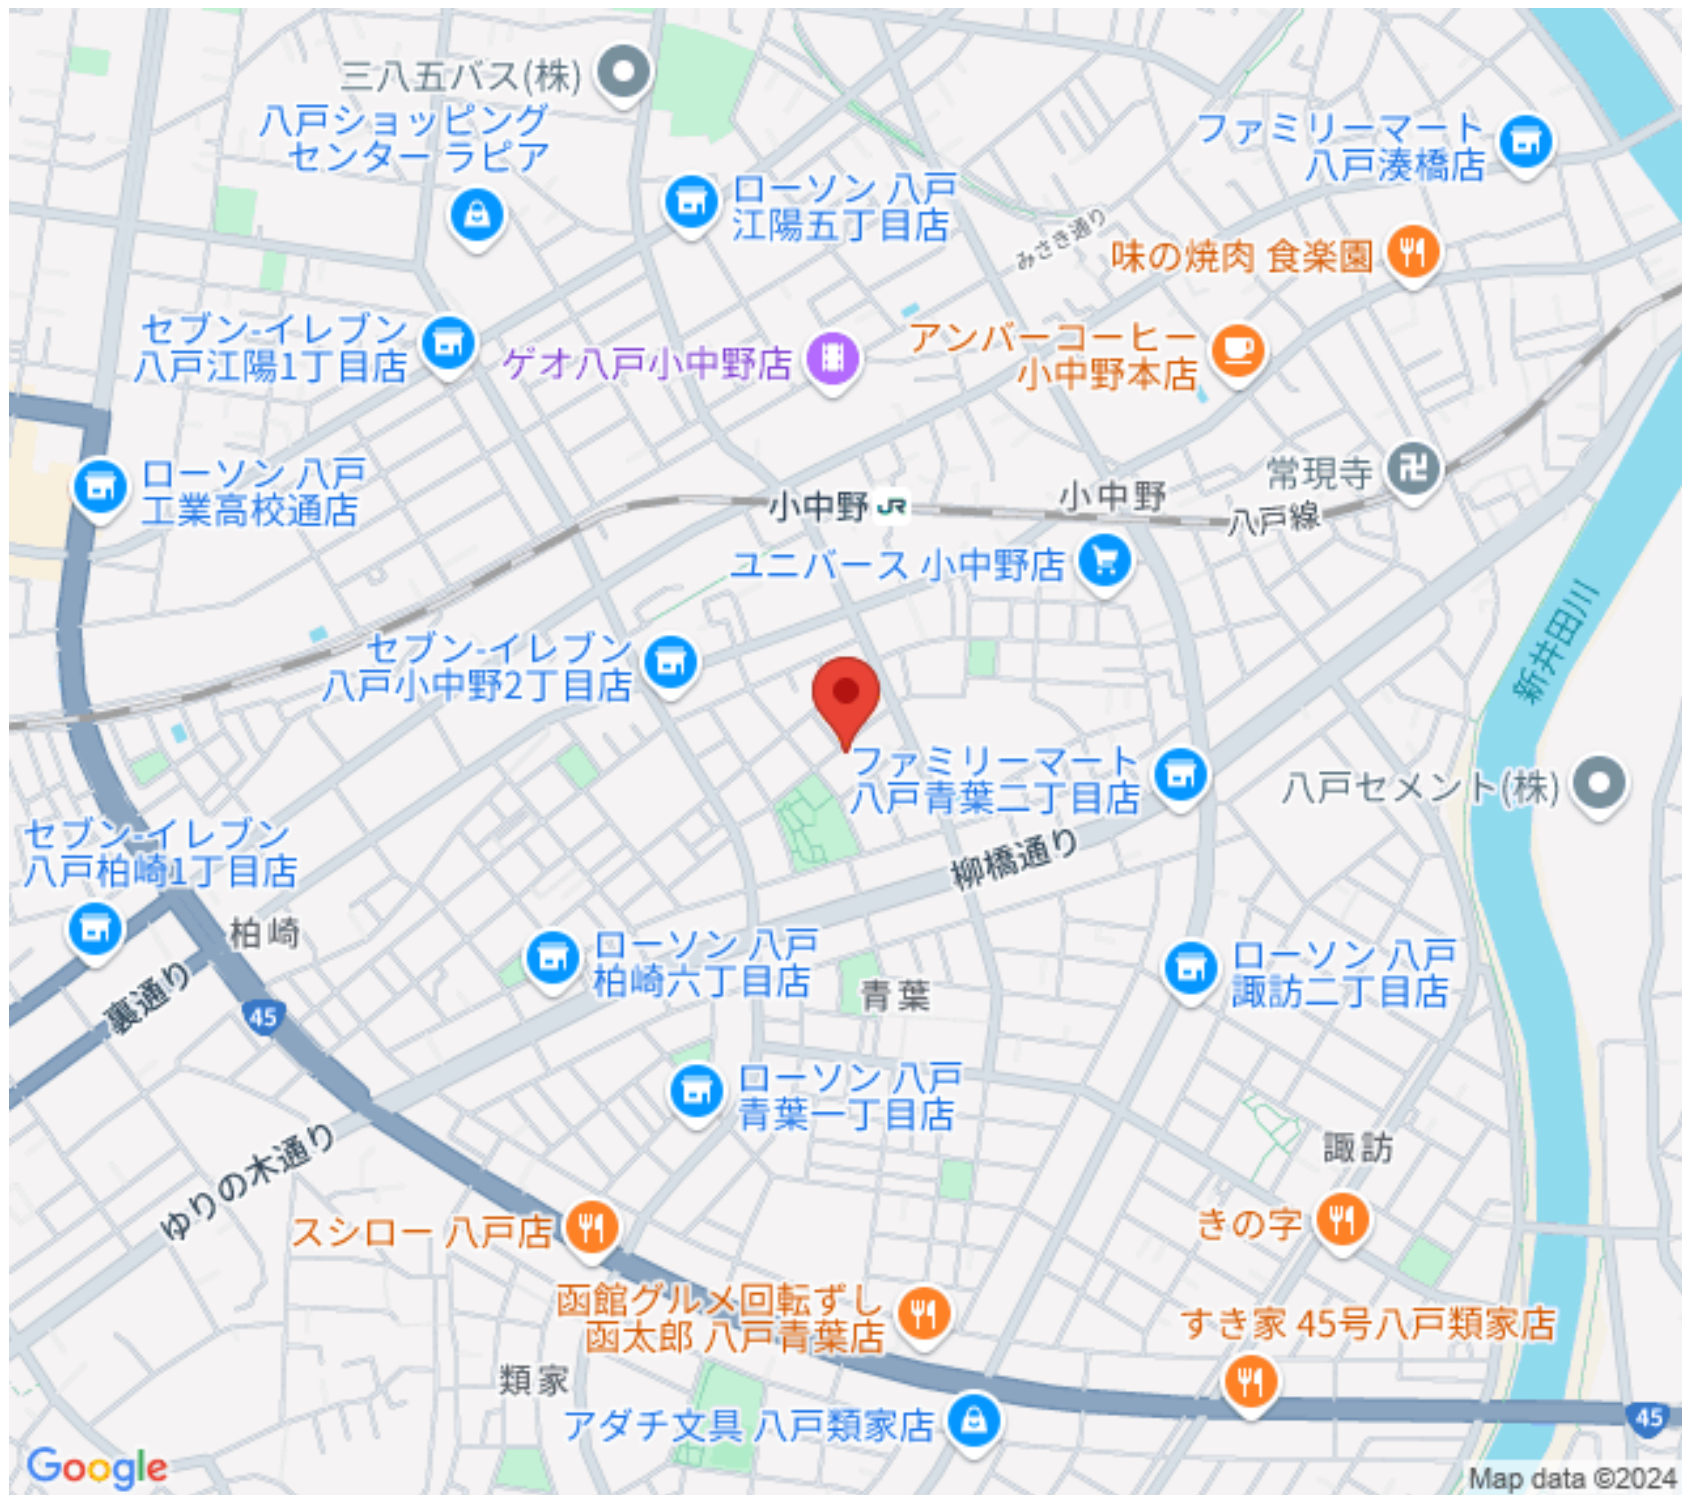 三八五バス(株)
八戸ショッピング
センター ラピア
ファミリーマート
八戸湊橋店
ローソン 八戸
江陽五丁目店
みさき通り
味の焼肉 食楽園
セブン-イレブン
八戸江陽1丁目店
ゲオ八戸小中野店
アンバーコーヒー
小中野本店
ローソン 八戸
工業高校通店
小中野 JR
小中野
常現寺
八戸線
ユニバース 小中野店
新井田川
セブン-イレブン
八戸小中野2丁目店
ファミリーマート
八戸青葉二丁目店
八戸セメント(株)
セブン-イレブン
八戸柏崎1丁目店
柳橋通り
柏崎
ローソン 八戸
柏崎六丁目店
青葉
ローソン 八戸
諏訪二丁目店
裏通り
45
ローソン 八戸
青葉一丁目店
ゆりの木通り
諏訪
スシロー 八戸店
きの字
函館グルメ回転ずし
函太郎 八戸青葉店
すき家 45号八戸類家店
類家
アダチ文具 八戸類家店
45
Google
Map data ©2024